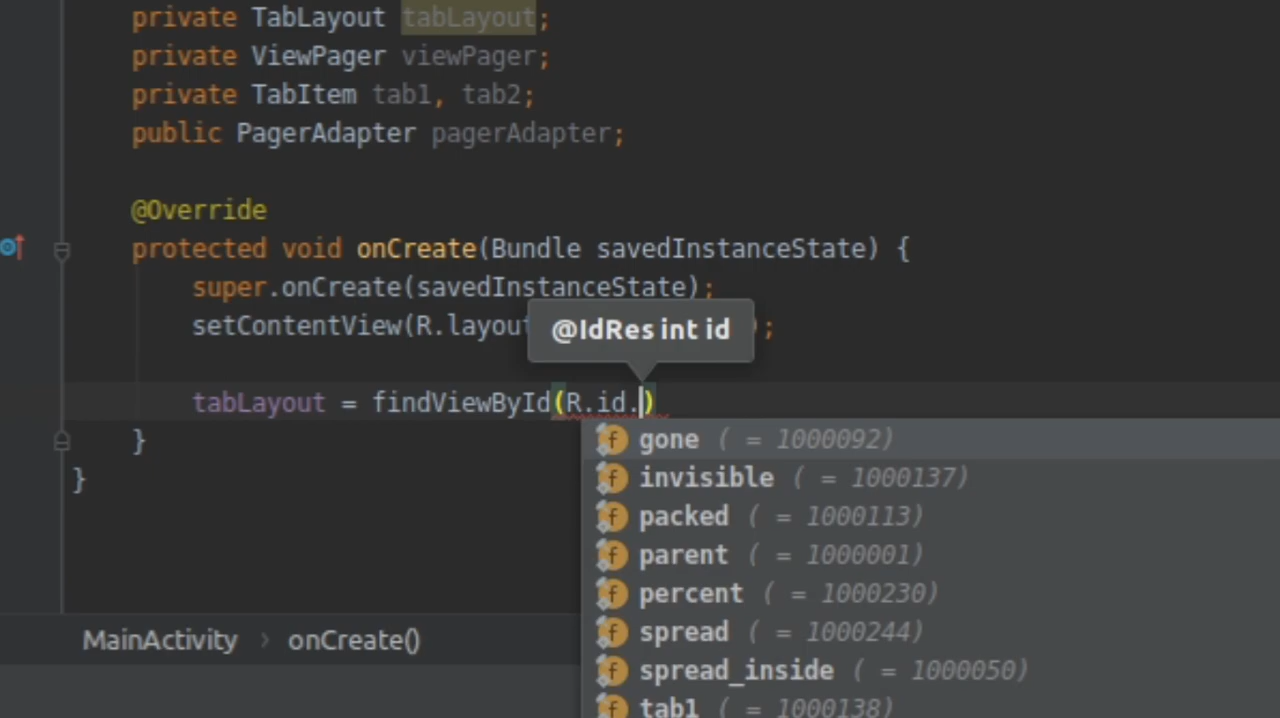 private TabLayout tabLayout;
private ViewPager viewPager;
private TabItem tab1, tab2;
public PagerAdapter pagerAdapter;
@Override
protected void onCreate(Bundle savedInstanceState) {
super.onCreate(savedInstanceState);
@IdRes int id
setContentView(R.layout ;
tabLayout = findViewById(R.id.)
}
}
gone ( = 1000092)
invisible ( = 1000137)
packed ( = 1000113)
parent ( = 1000001)
percent ( = 1000230)
spread ( = 1000244)
spread_inside ( = 1000050)
tab1 ( = 1000138)
MainActivity › onCreate()